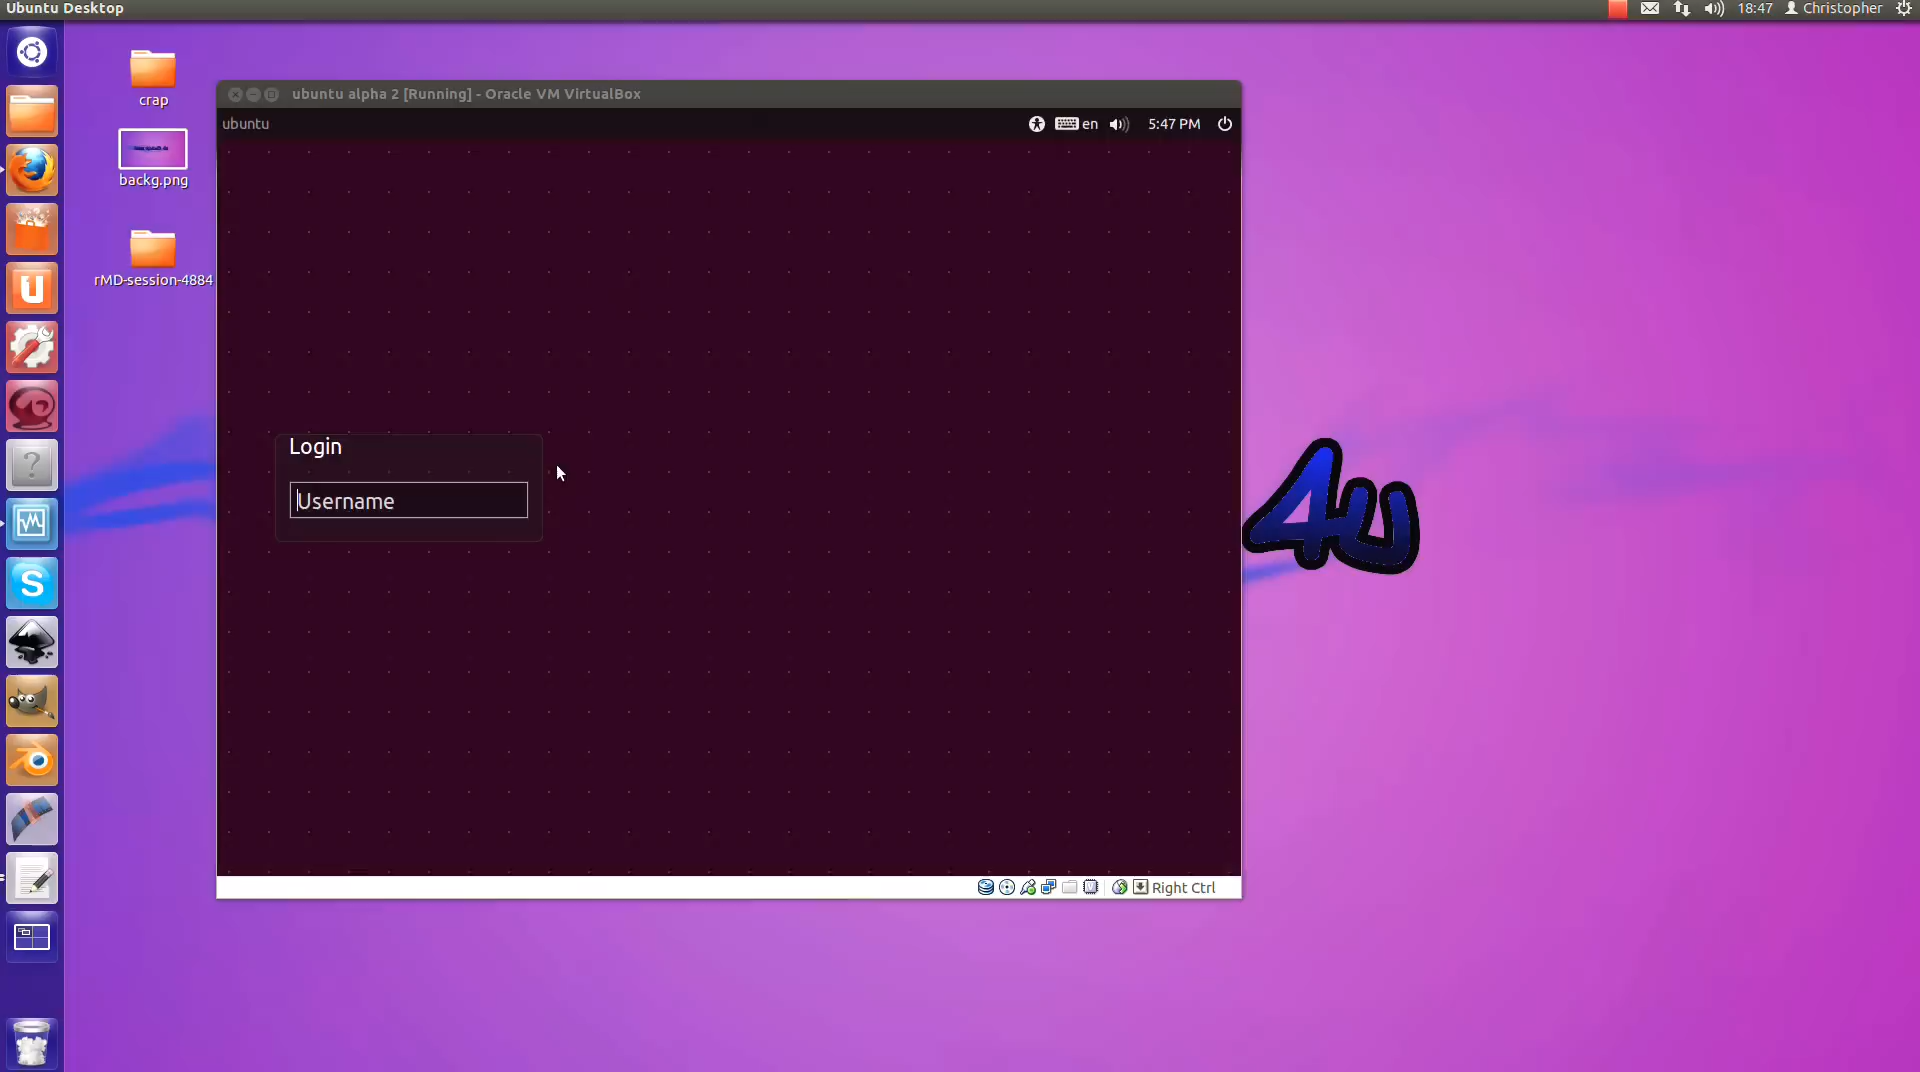 Ubuntu Desktop
18:47 Christopher
crap
backg.png
rMD-session-4884
ubuntu alpha 2 [Running] - Oracle VM VirtualBox
ubuntu
en 5:47 PM
Login
Username
4U
Right Ctrl